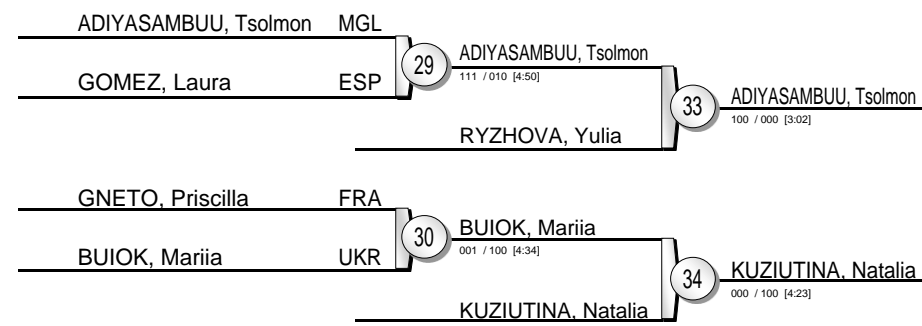 ADIYASAMBUU, Tsolmon MGL
GOMEZ, Laura ESP
29
ADIYASAMBUU, Tsolmon
111 / 010 [4:50]
RYZHOVA, Yulia
33
ADIYASAMBUU, Tsolmon
100 / 000 [3:02]
GNETO, Priscilla FRA
BUIOK, Mariia UKR
30
BUIOK, Mariia
001 / 100 [4:34]
KUZIUTINA, Natalia
34
KUZIUTINA, Natalia
000 / 100 [4:23]